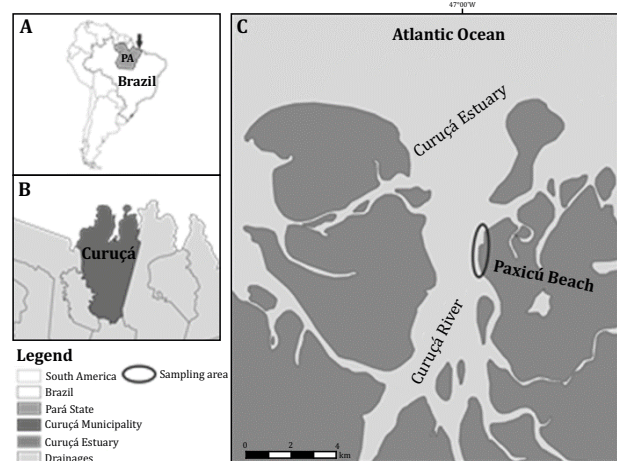 A
PA
Brazil
B
Curuçá
Legend
South America
Sampling area
Brazil
Pará State
Curuçá Municipality
Curuçá Estuary
Drainages
47°00'W
C
Atlantic Ocean
Curuçá Estuary
Paxicú Beach
Curuçá River
0 2 4
km